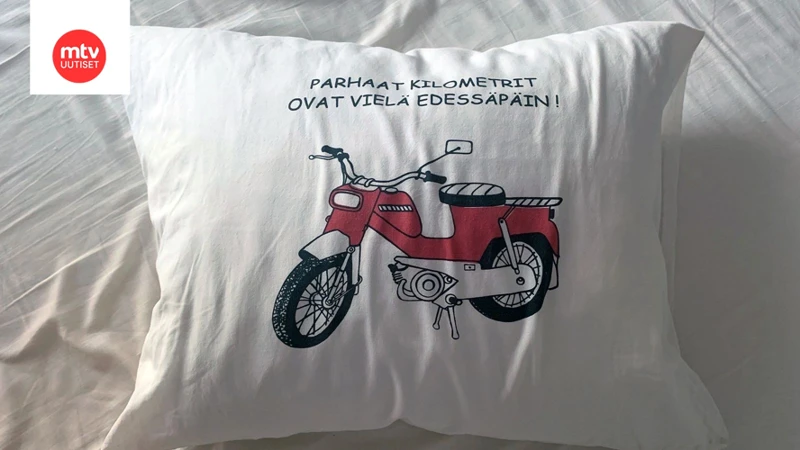 mtv
UUTISET
PARHAAT KILOMETRIT
OVAT VIELÄ EDESSÄPÄIN!